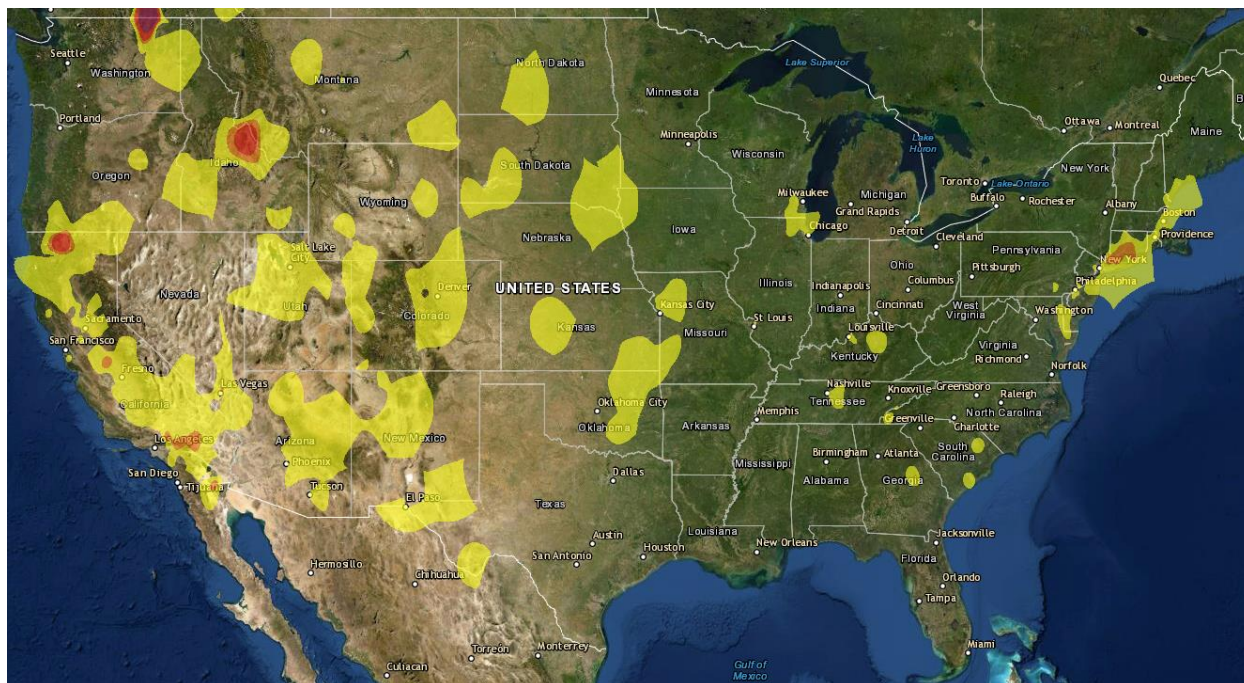 Seattle
Washington
Montana
North Dakota
Minnesota
Lake Superior
Quebec
Portland
Minneapolis
Wisconsin
Lake
Huron
Ottawa
Montreal
Maine
Oregon
Idaho
South Dakota
Wyoming
Milwaukee
Michigan
Grand Rapids
Toronto
Lake Ontario
Buffalo
Rochester
New York
Albany
Boston
Providence
Nebraska
Iowa
Chicago
Detroit
Cleveland
Salt Lake
City
Nevada
Utah
Denver
Colorado
UNITED STATES
Illinois
Indianapolis
Indiana
Ohio
Columbus
Pittsburgh
Pennsylvania
New York
Philadelphia
Sacramento
San Francisco
Kansas City
Kansas
Missouri
St Louis
Cincinnati
Louisville
Kentucky
West
Virginia
Washington
Virginia
Richmond
Norfolk
Fresno
California
Las Vegas
Oklahoma City
Oklahoma
Arkansas
Memphis
Nashville
Tennessee
Knoxville
Greensboro
Raleigh
North Carolina
Charlotte
Greenville
Los Angeles
Arizona
Phoenix
New Mexico
San Diego
Tijuana
Tucson
El Paso
Dallas
Texas
Mississippi
Birmingham
Alabama
Atlanta
Georgia
South
Carolina
Louisiana
Austin
San Antonio
Houston
New Orleans
Jacksonville
Florida
Orlando
Tampa
Miami
Hermosillo
Chihuahua
Torreón
Monterrey
Culiacan
Gulf of
Mexico